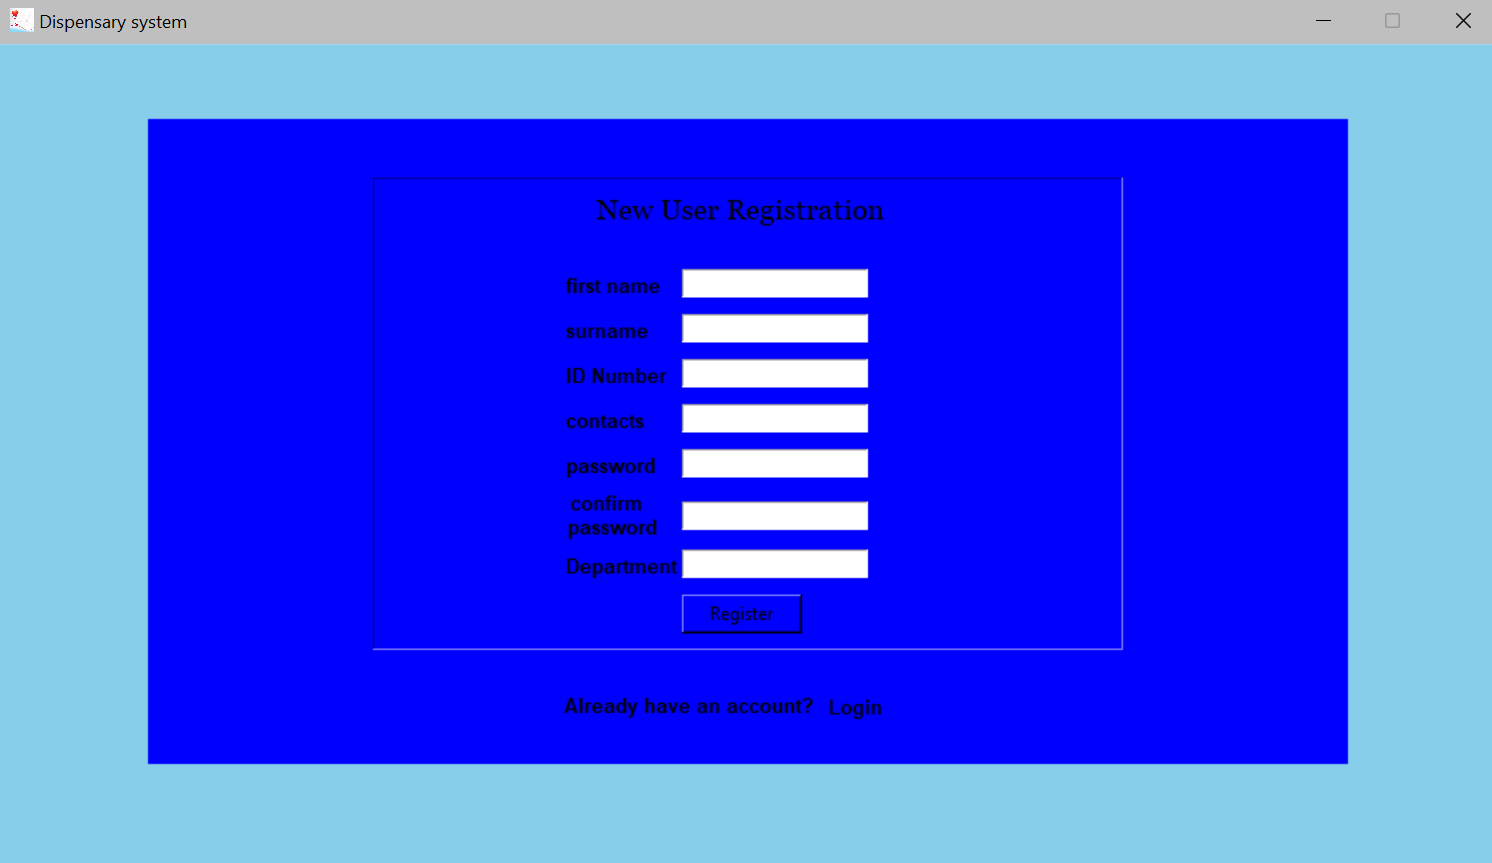 Dispensary system
New User Registration
first name
surname
ID Number
contacts
password
confirm
password
Department
Register
Already have an account? Login